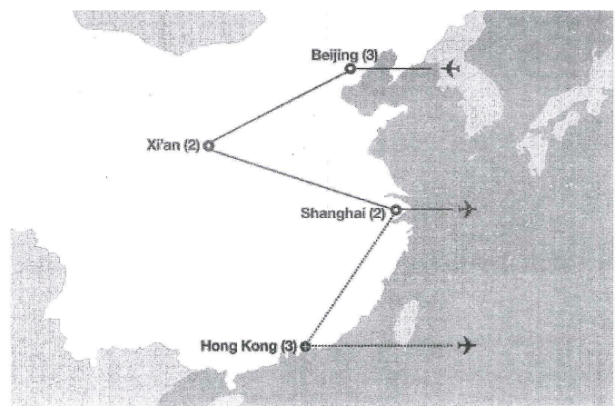 Beijing (3)
Xi'an (2)
Shanghai (2)
Hong Kong (3)